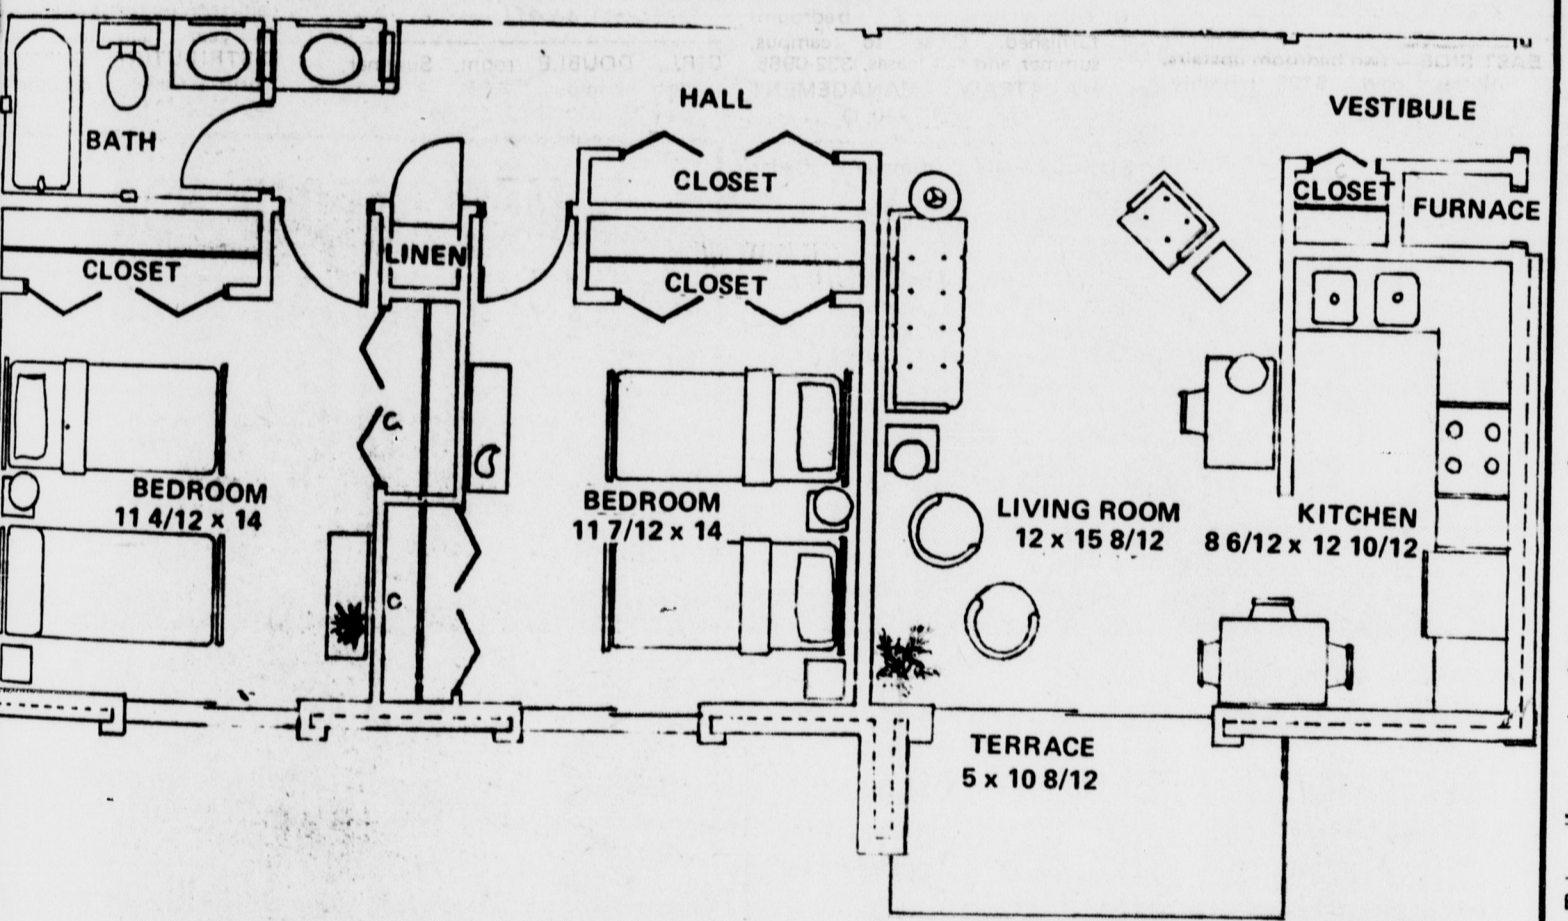 HALL
VESTIBULE
BATH
CLOSET
CLOSET
FURNACE
LINEN
CLOSET
CLOSET
C
BEDROOM
11 4/12 x 14
BEDROOM
11 7/12 x 14
LIVING ROOM
12 x 15 8/12
KITCHEN
8 6/12 x 12 10/12
C
TERRACE
5 x 10 8/12